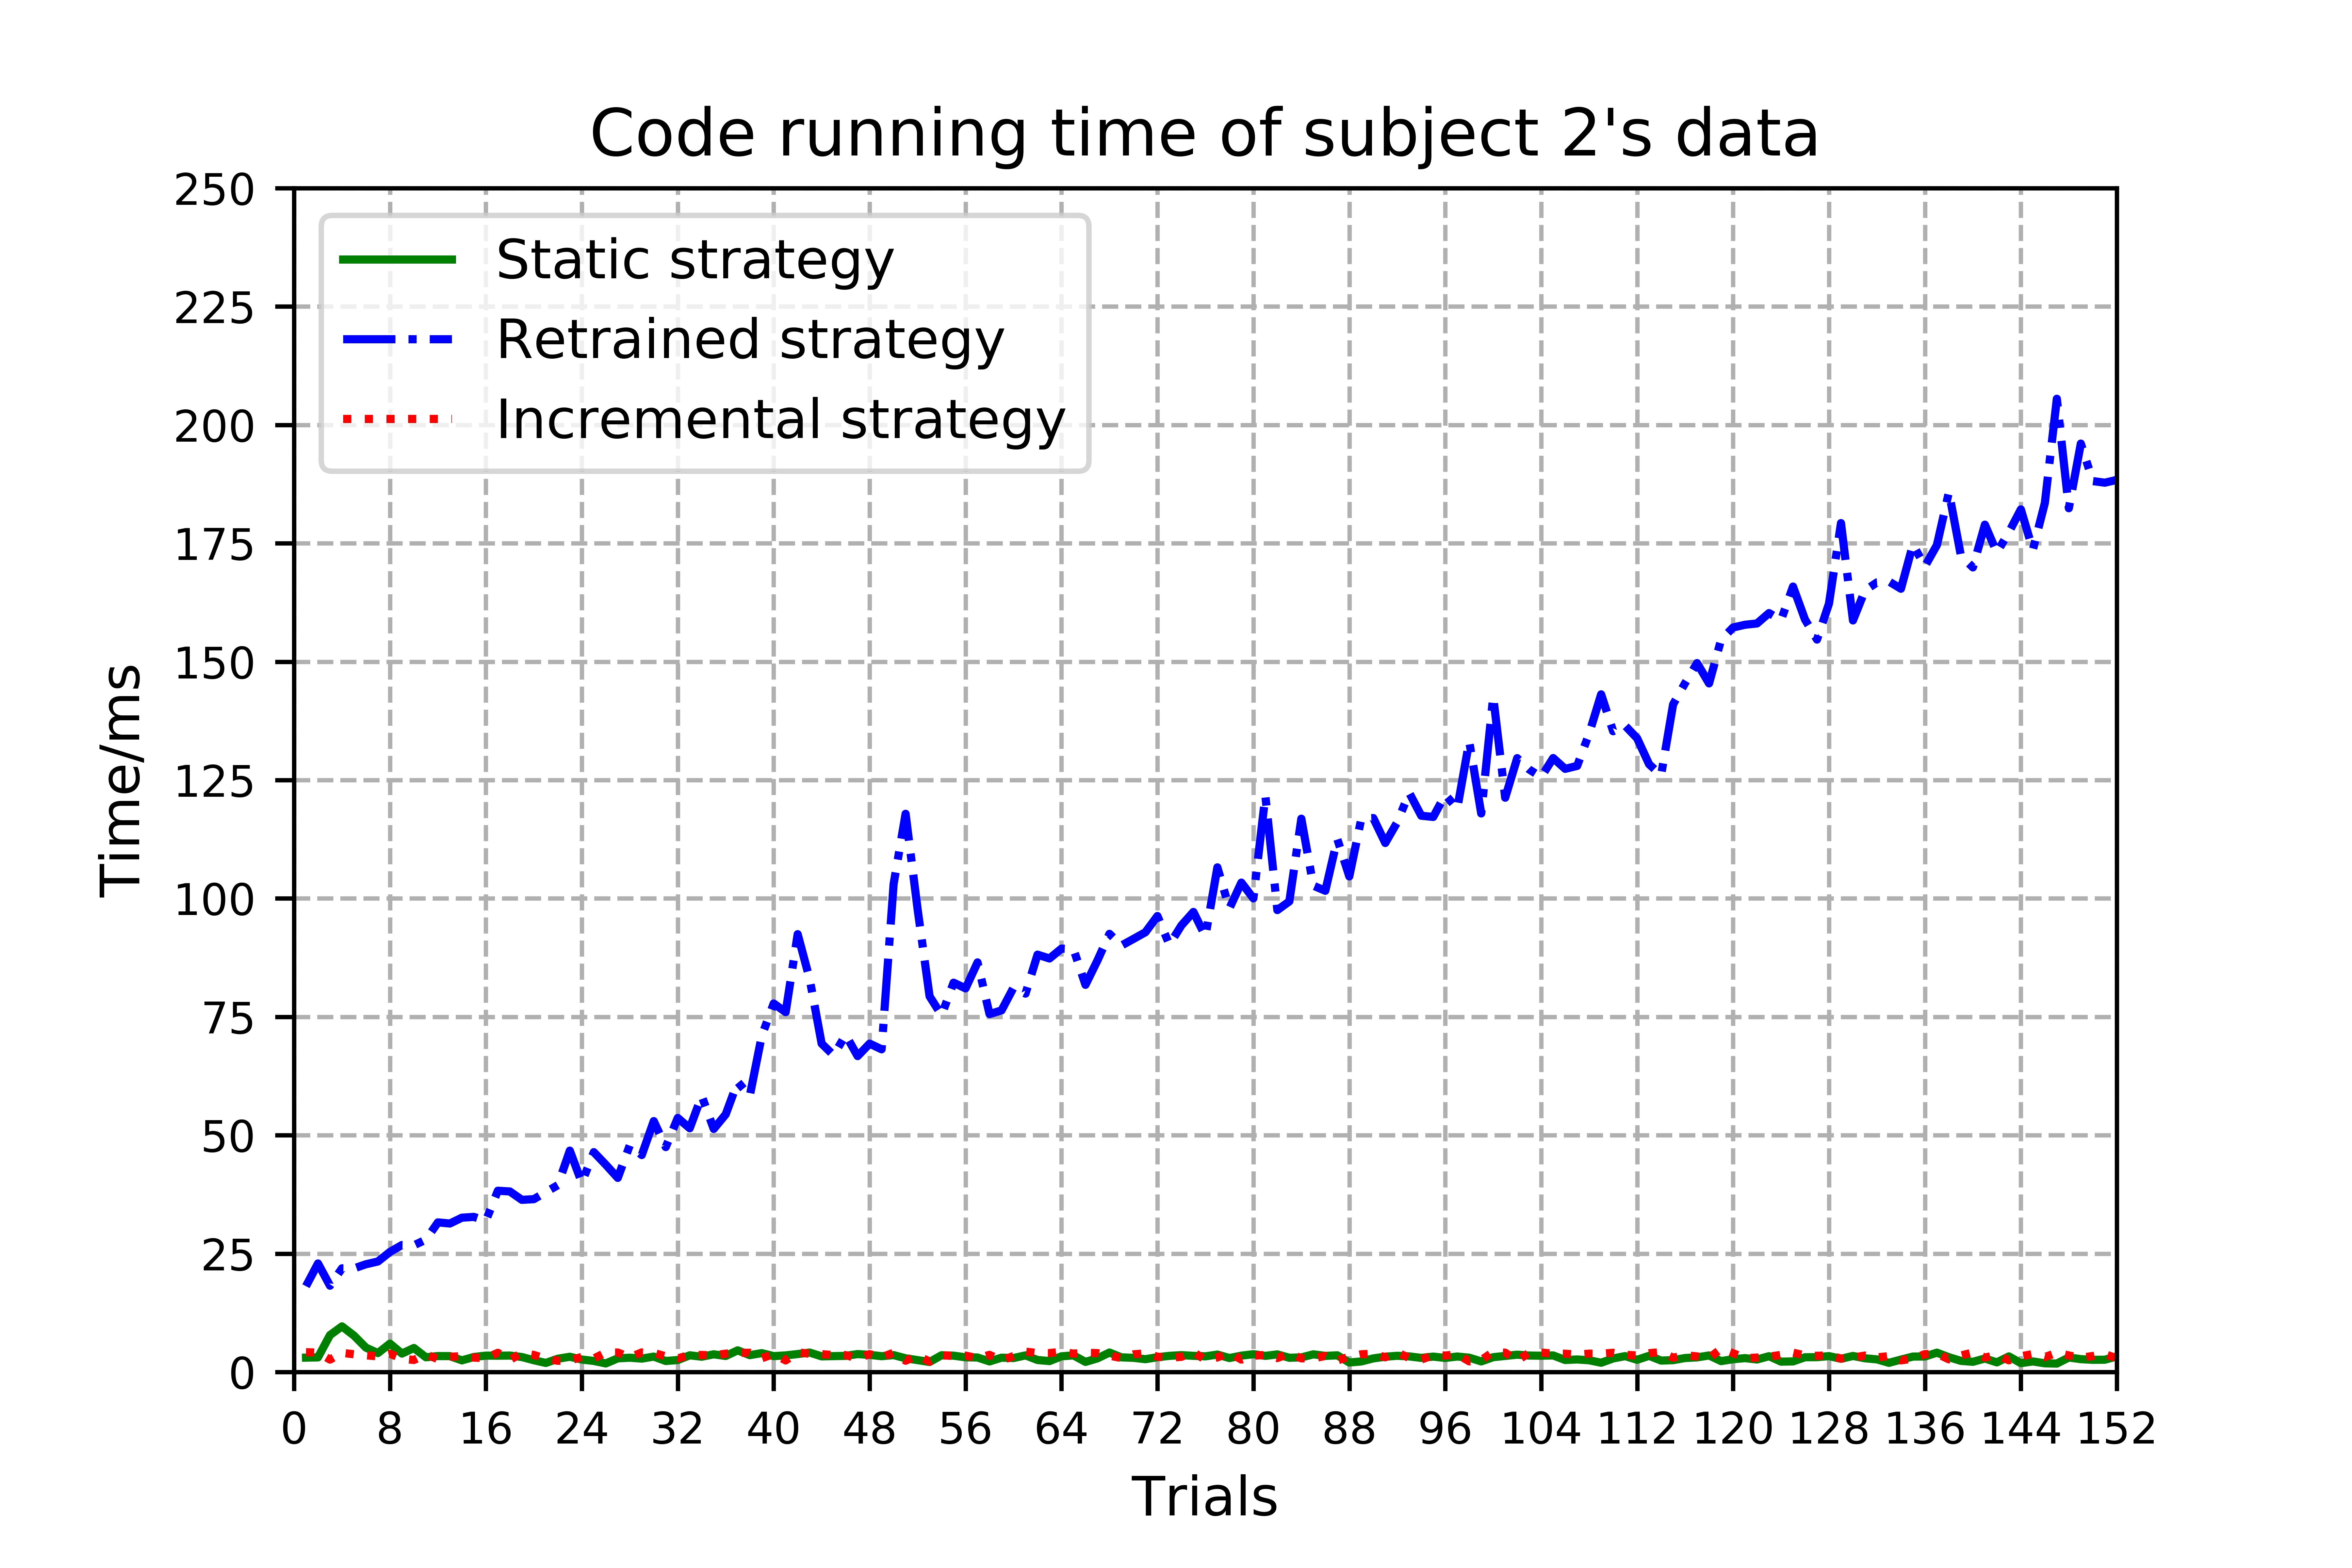 Code running time of subject 2's data
250
225
200
175
150
125
100
75
50
25
0
Time/ms
Static strategy
Retrained strategy
Incremental strategy
0 8 16 24 32 40 48 56 64 72 80 88 96 104 112 120 128 136 144 152
Trials